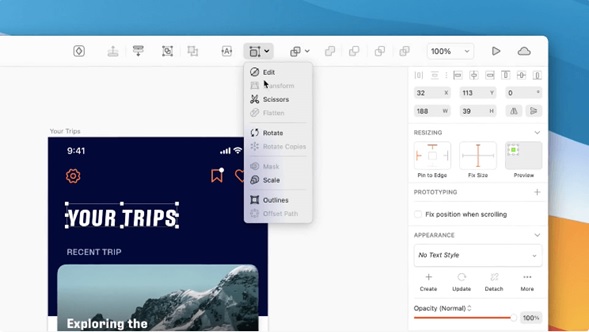 A
100%
Edit
Transform
Scissors
Flatten
Rotate
Rotate Copies
Mask
Scale
Outlines
Offset Path
Your Trips
9:41
YOUR TRIPS
RECENT TRIP
Exploring the
32 X 113 Y 0 °
188 W 39 H
RESIZING
Pin to Edge Fix Size Preview
PROTOTYPING
Fix position when scrolling
APPEARANCE
No Text Style
Create Update Detach More
Opacity (Normal) 100%